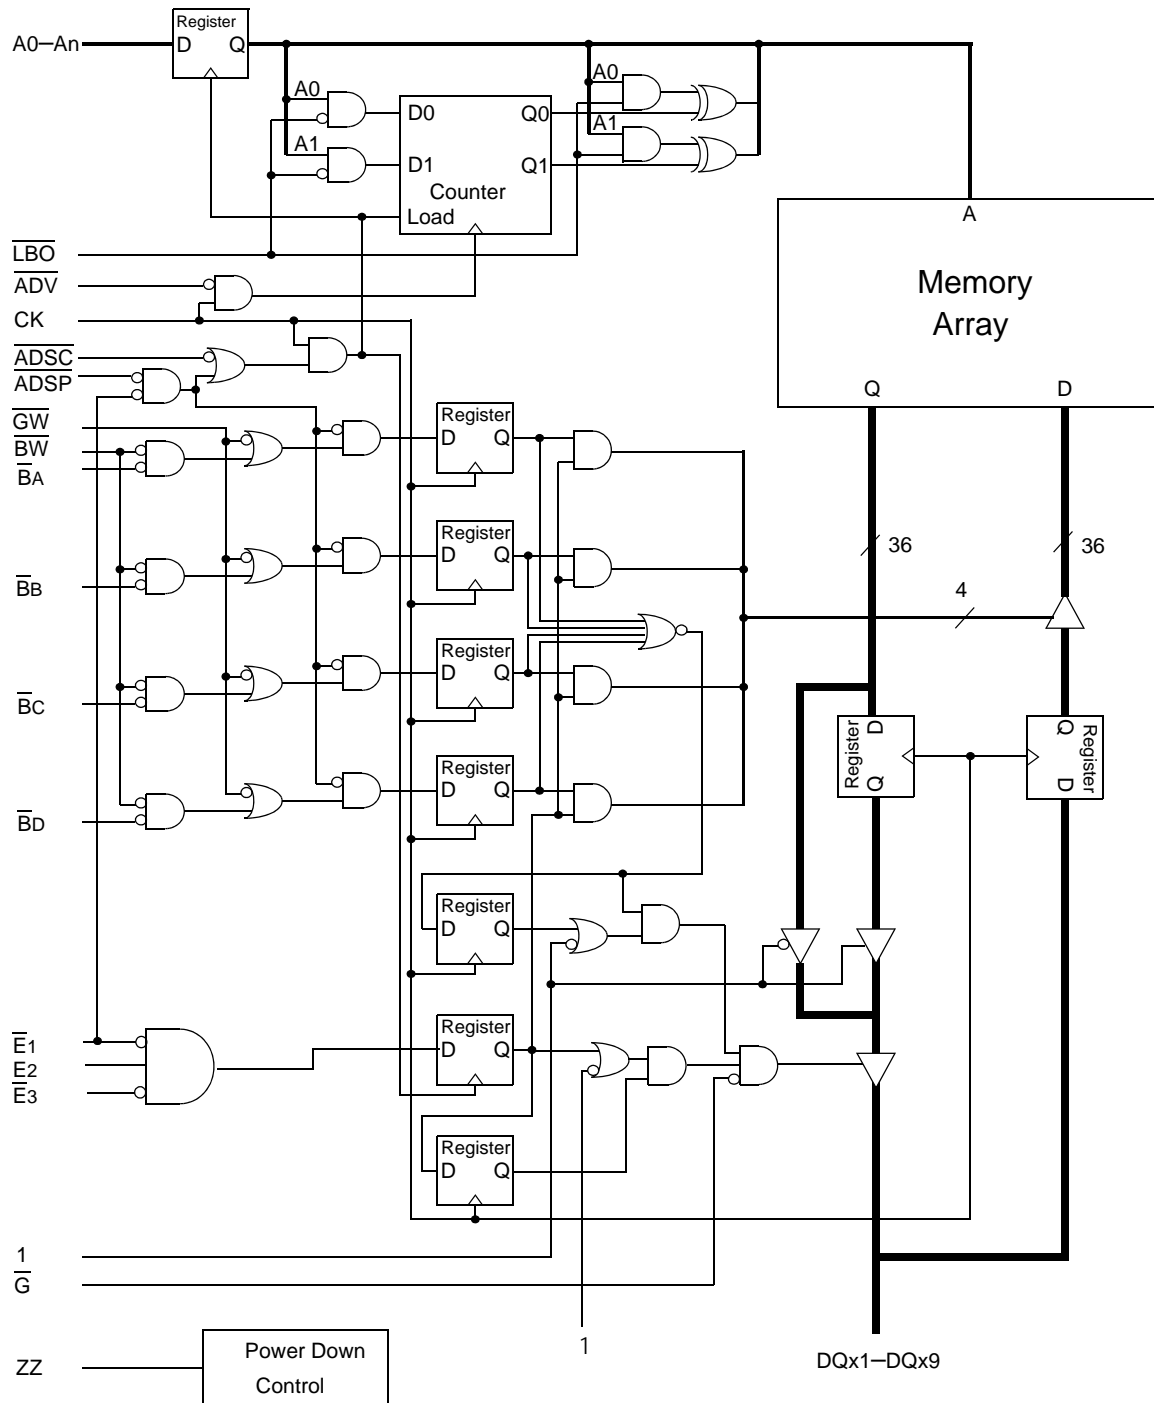 Register
A0–An
D Q
A0
A0
D0
Q0
A1
A1
D1
Q1
Counter
Load
A
LBO
ADV
Memory
CK
Array
ADSC
ADSP
Q D
GW
Register
BW
D Q
BA
Register
36
36
D Q
BB
4
Register
D Q
BC
Register
D
Q
Register
Q
D
Register
D Q
BD
Register
D Q
Register
E1
D Q
E2
E3
Register
D Q
1
G
1
Power Down
DQx1–DQx9
ZZ
Control